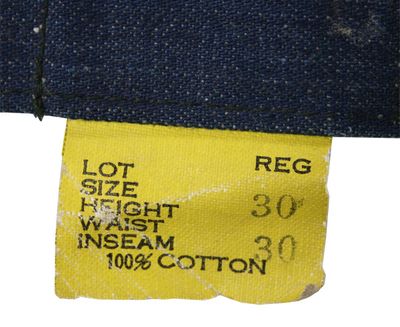 LOT REG
SIZE
HEIGHT 30
WAIST
INSEAM 30
100% COTTON